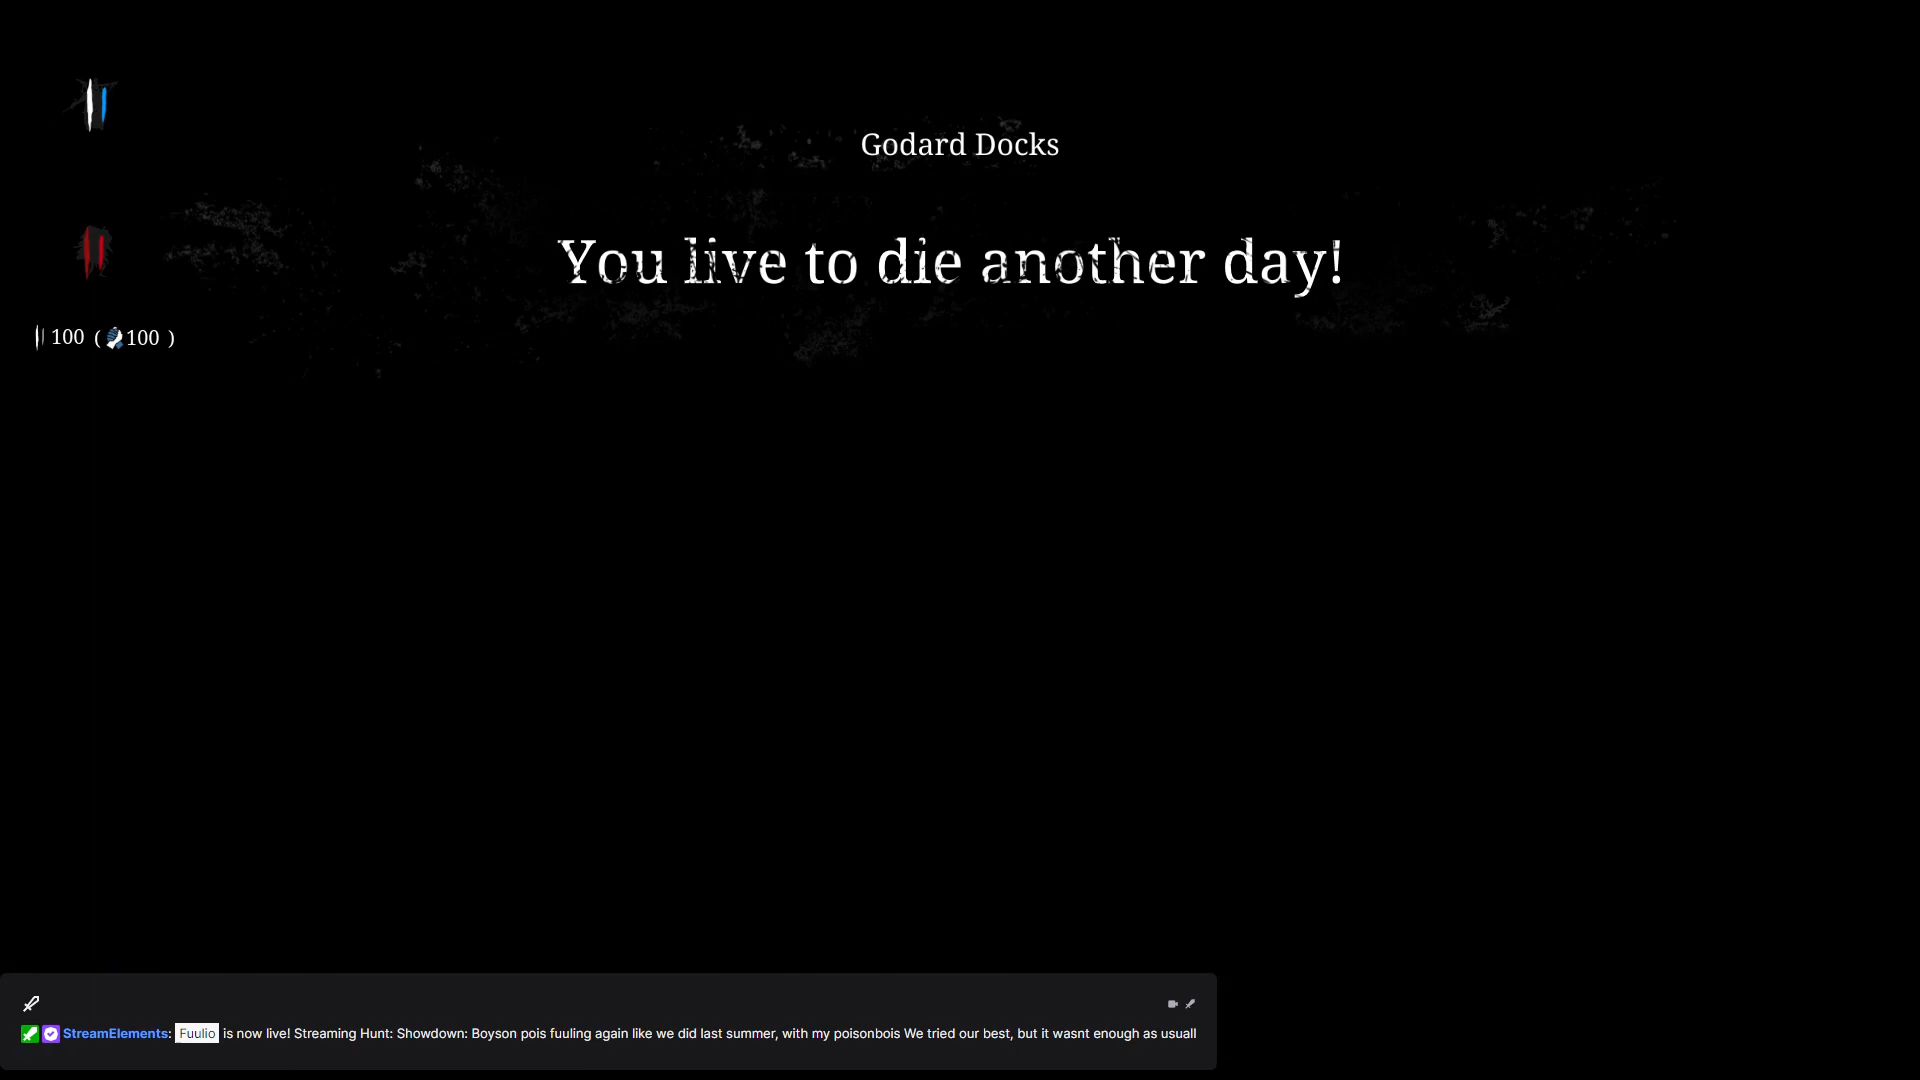 Godard Docks
You live to die another day!
100 ( 100 )
StreamElements: Fuulio is now live! Streaming Hunt: Showdown: Boyson pois fuuling again like we did last summer, with my poisonbois We tried our best, but it wasnt enough as usuall